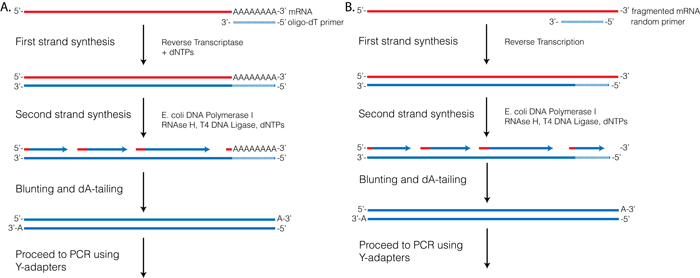 A.
5'- AAAAAAAA-3' mRNA
3'- -5' oligo-dT primer
First strand synthesis
Reverse Transcriptase
+ dNTPs
5'- AAAAAAAA-3'
3'- -5'
Second strand synthesis
E. coli DNA Polymerase I
RNAse H, T4 DNA Ligase, dNTPs
5'- AAAAAAAA-3'
3'- -5'
Blunting and dA-tailing
5'- A-3'
3'-A -5'
Proceed to PCR using
Y-adapters
B.
5'- -3' fragmented mRNA
3'- -5' random primer
First strand synthesis
Reverse Transcription
5'- -3'
3'- -5'
Second strand synthesis
E. coli DNA Polymerase I
RNAse H, T4 DNA Ligase, dNTPs
5'- -3'
3'- -5'
Blunting and dA-tailing
5'- A-3'
3'-A -5'
Proceed to PCR using
Y-adapters